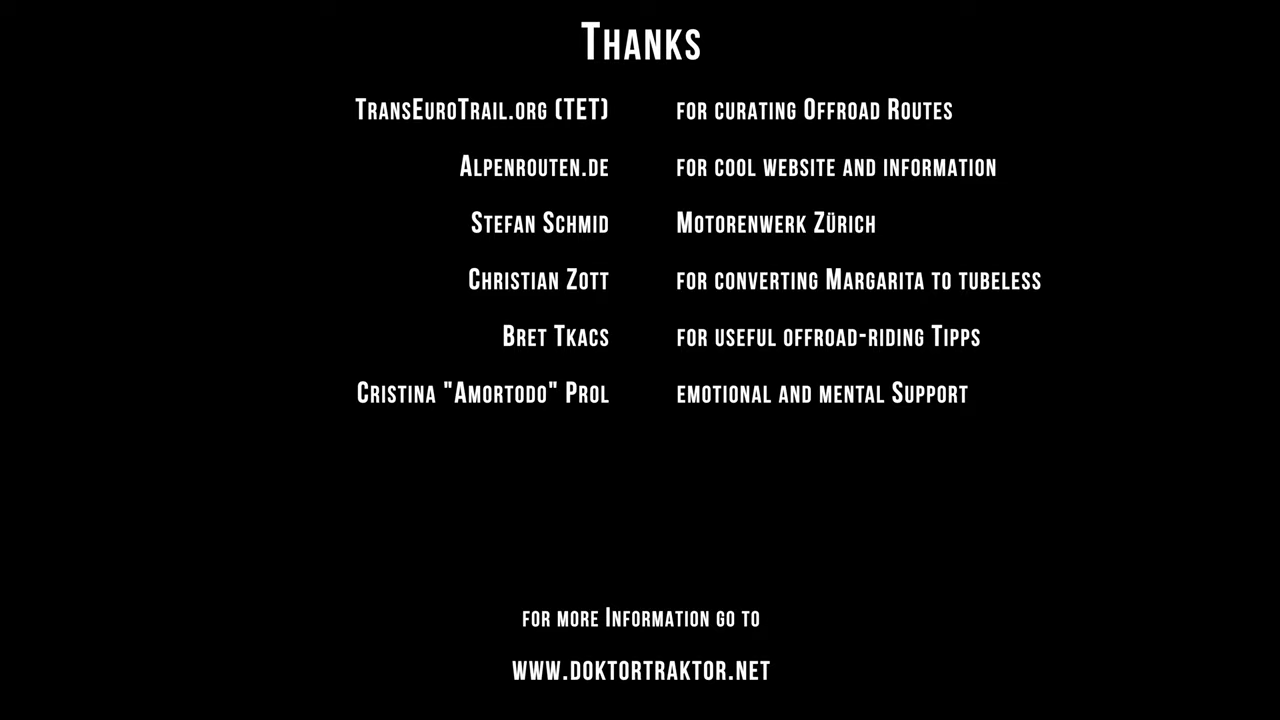 Thanks
TransEuroTrail.org (TET) for curating Offroad Routes
Alpenrouten.de for cool website and information
Stefan Schmid Motorenwerk Zürich
Christian Zott for converting Margarita to tubeless
Bret Tkacs for useful offroad-riding Tipps
Cristina "Amortodo" Prol emotional and mental Support
for more Information go to
www.doktortraktor.net